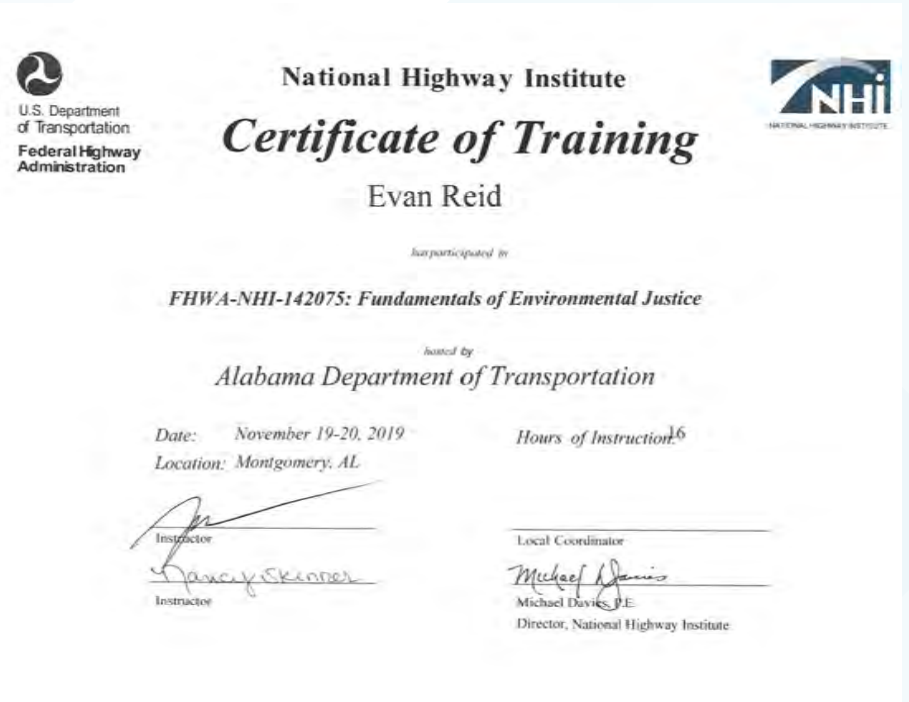 U.S. Department
of Transportation
Federal Highway
Administration
National Highway Institute
Certificate of Training
NHI
NATIONAL HIGHWAY INSTITUTE
Evan Reid
has participated in
FHWA-NHI-142075: Fundamentals of Environmental Justice
hosted by
Alabama Department of Transportation
Date: November 19-20, 2019
Hours of Instruction: 16
Location: Montgomery, AL
Instructor
Local Coordinator
Nancy Skinner
Instructor
Michael Davies
Michael Davies, P.E.
Director, National Highway Institute